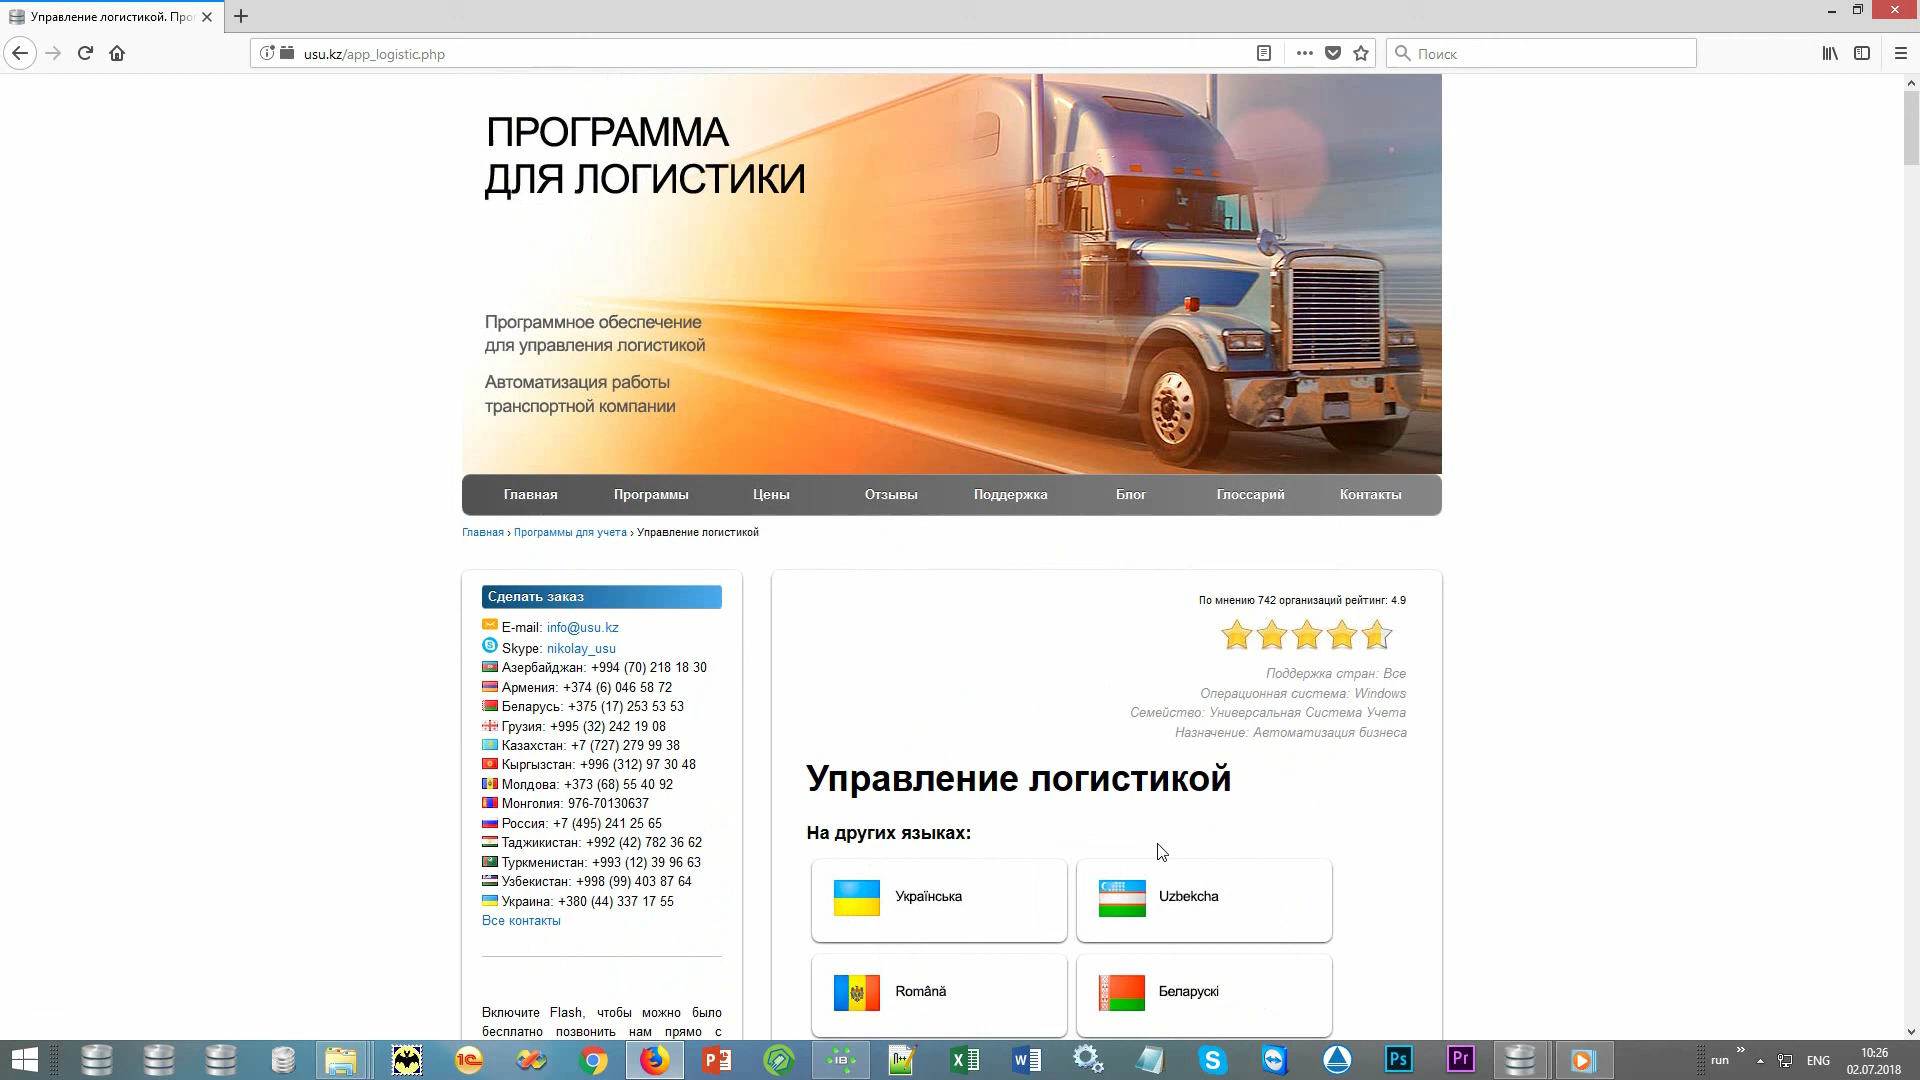 Управление логистикой. Про
usu.kz/app_logistic.php
Поиск
ПРОГРАММА
ДЛЯ ЛОГИСТИКИ
Программное обеспечение
для управления логистикой
Автоматизация работы
транспортной компании
Главная Программы Цены Отзывы Поддержка Блог Глоссарий Контакты
Главная › Программы для учета › Управление логистикой
Сделать заказ
E-mail: info@usu.kz
Skype: nikolay_usu
Азербайджан: +994 (70) 218 18 30
Армения: +374 (6) 046 58 72
Беларусь: +375 (17) 253 53 53
Грузия: +995 (32) 242 19 08
Казахстан: +7 (727) 279 99 38
Кыргызстан: +996 (312) 97 30 48
Молдова: +373 (68) 55 40 92
Монголия: 976-70130637
Россия: +7 (495) 241 25 65
Таджикистан: +992 (42) 782 36 62
Туркменистан: +993 (12) 39 96 63
Узбекистан: +998 (99) 403 87 64
Украина: +380 (44) 337 17 55
Все контакты
Включите Flash, чтобы можно было
бесплатно позвонить нам прямо с
По мнению 742 организаций рейтинг: 4.9
Поддержка стран: Все
Операционная система: Windows
Семейство: Универсальная Система Учета
Назначение: Автоматизация бизнеса
Управление логистикой
На других языках:
Українська
Uzbekcha
Română
Беларускі
run
ENG
10:26
02.07.2018